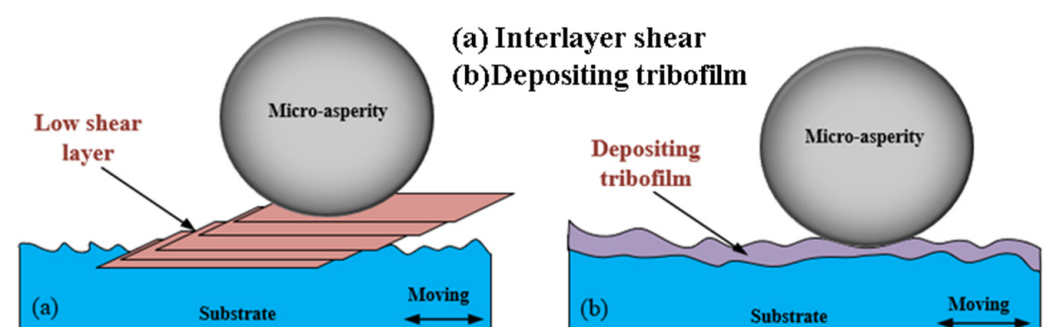 (a) Interlayer shear
(b)Depositing tribofilm
Micro-asperity
Low shear
layer
(a)
Substrate
Moving
Micro-asperity
Depositing
tribofilm
(b)
Substrate
Moving